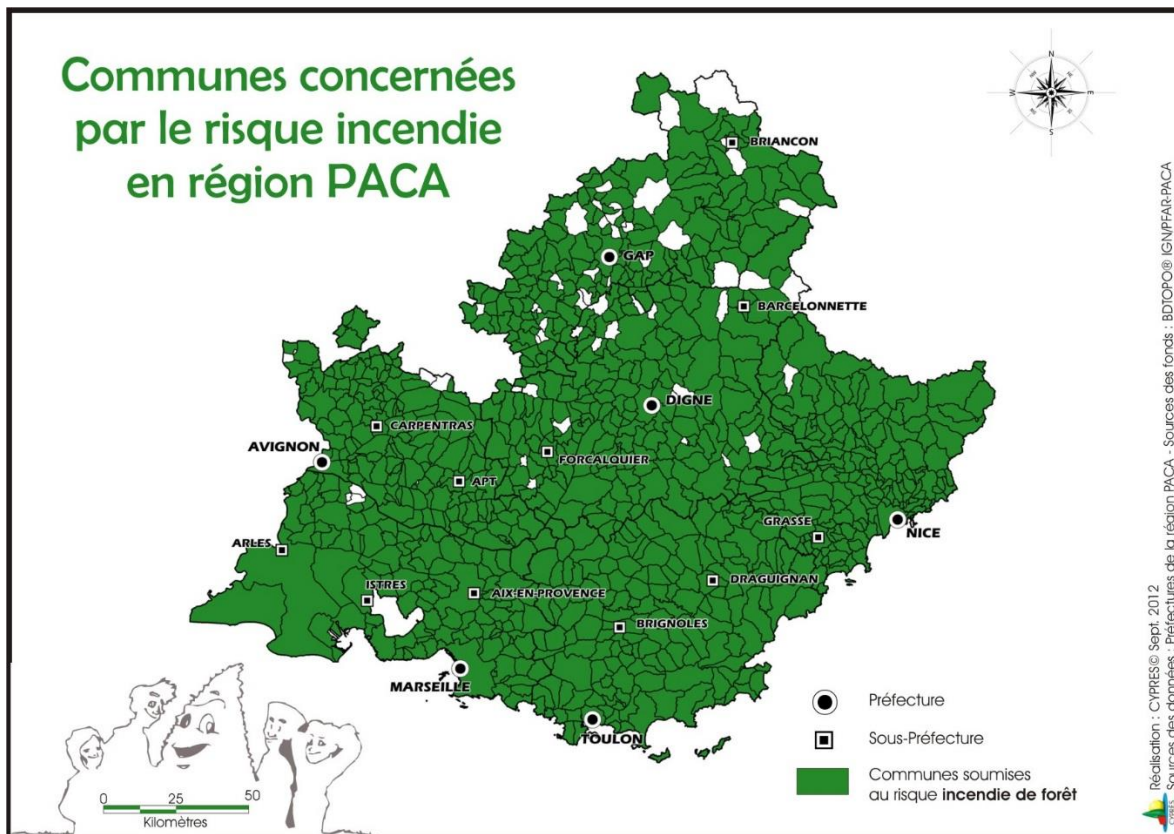 Communes concernées
par le risque incendie
en région PACA
N
E
S
W
BRIANCON
GAP
BARCELONNETTE
DIGNE
CARPENTRAS
AVIGNON
FORCALQUIER
APT
GRASSE
NICE
ARLES
ISTRES
AIX-EN-PROVENCE
DRAGUIGNAN
BRIGNOLES
MARSEILLE
TOULON
Préfecture
Sous-Préfecture
Communes soumises
au risque incendie de forêt
0 25 50
Kilomètres
Réalisation : CYPRES© Sept. 2012
Sources des données : Préfectures de la région PACA - Sources des fonds : BDTOPO® IGN/PFAR-PACA